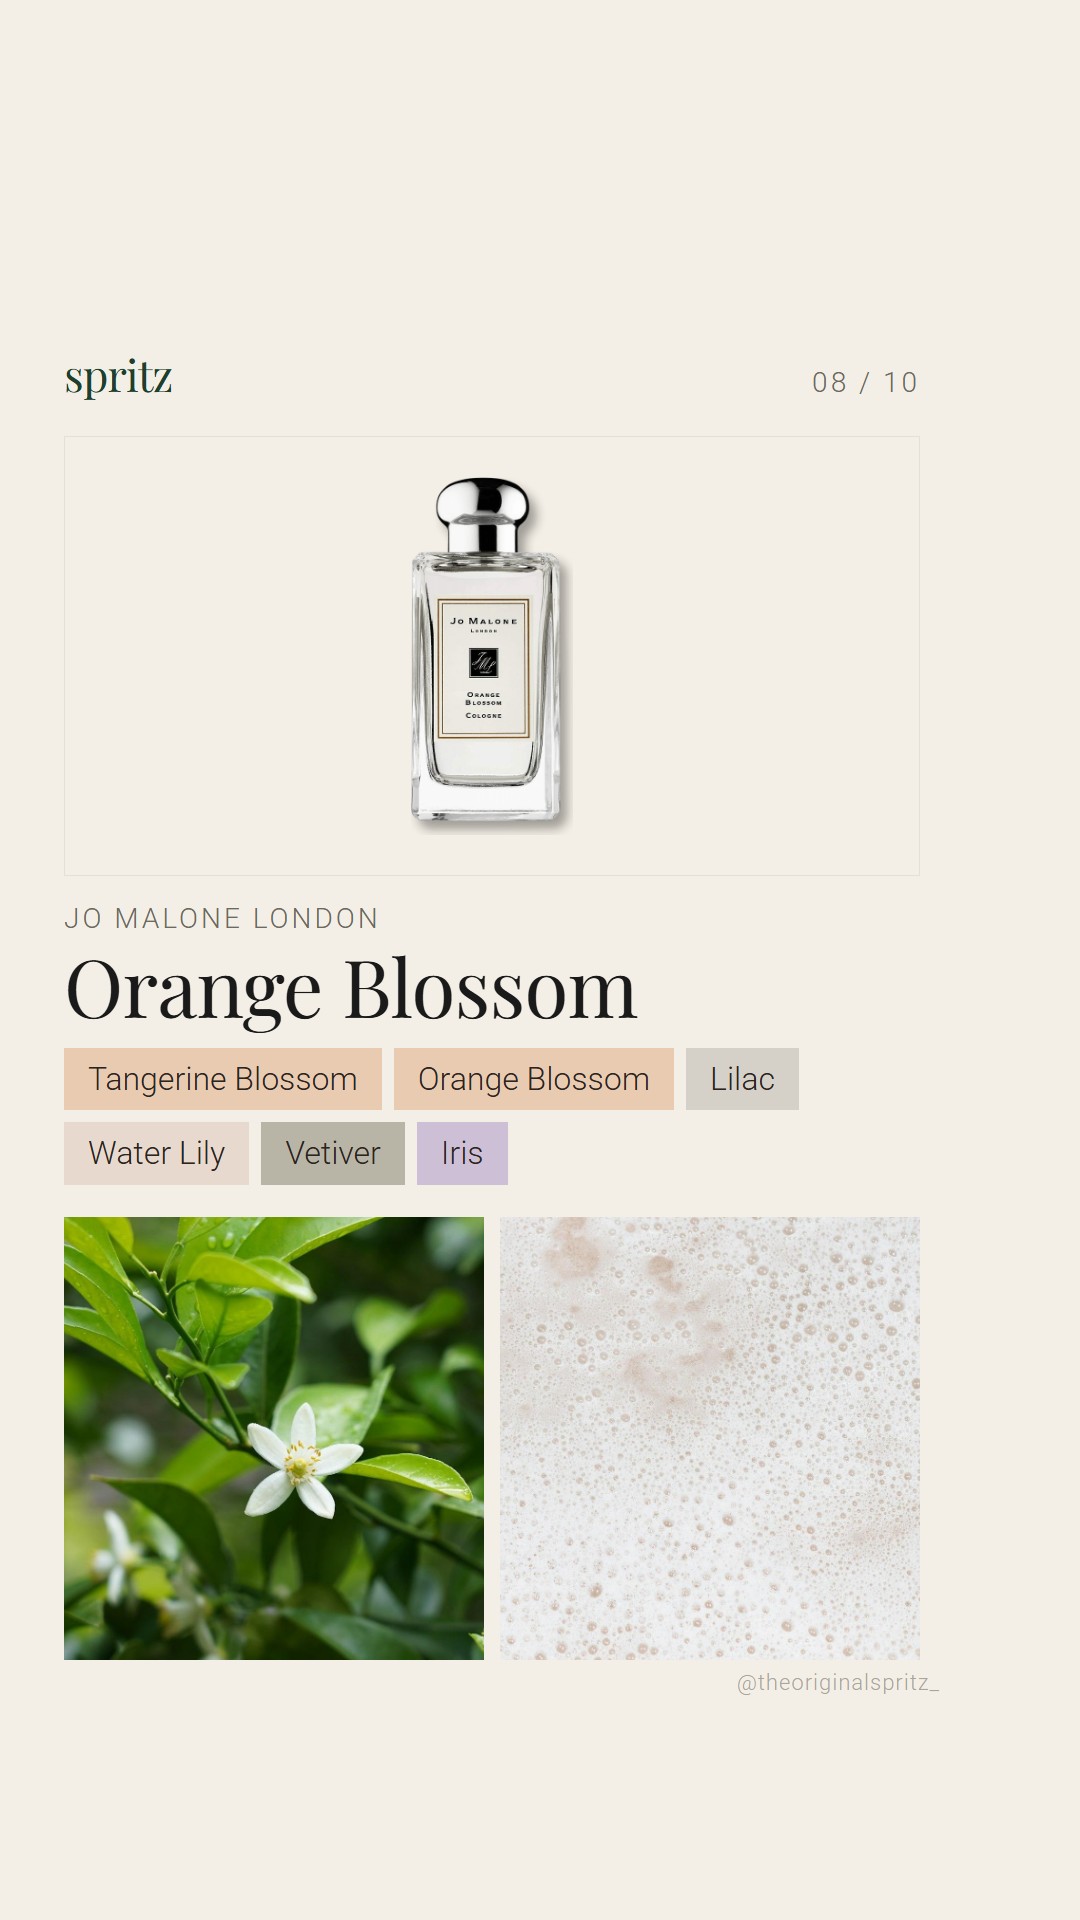 spritz
08 / 10
JO MALONE
LONDON
ORANGE
BLOSSOM
COLOGNE
JO MALONE LONDON
Orange Blossom
Tangerine Blossom Orange Blossom Lilac
Water Lily Vetiver Iris
@theoriginalspritz_